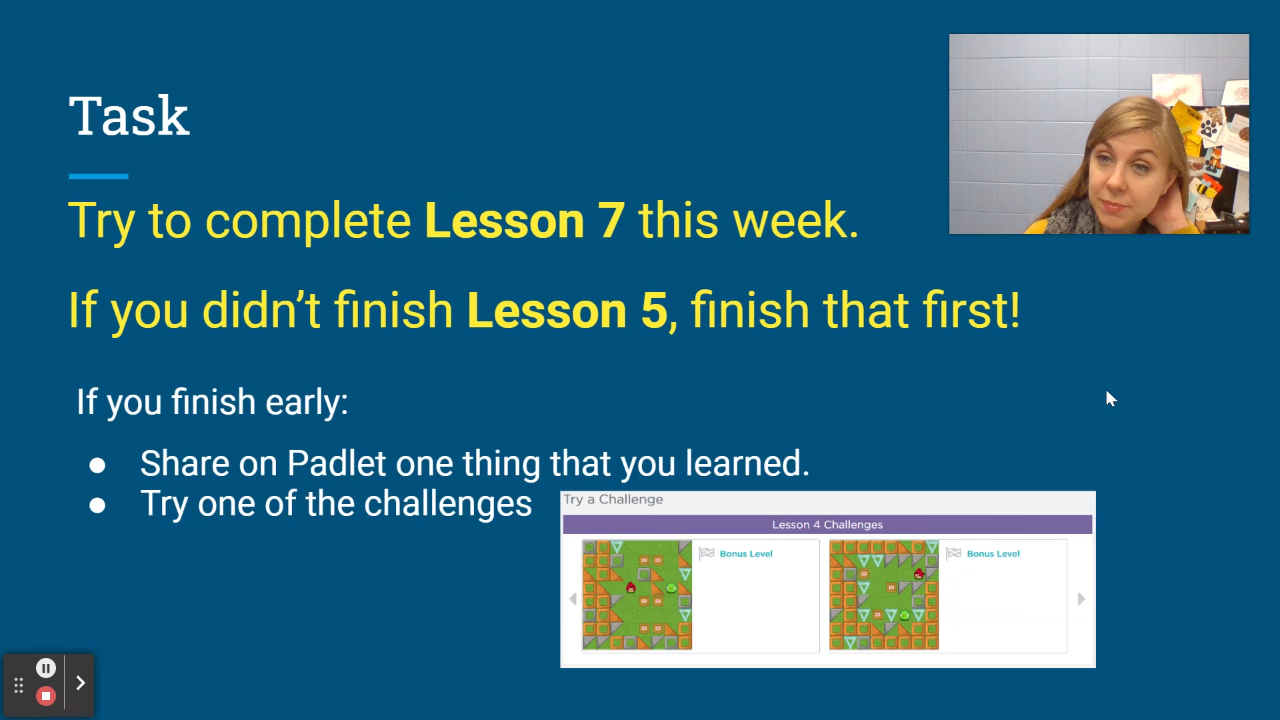 Task
Try to complete Lesson 7 this week.
If you didn’t finish Lesson 5, finish that first!
If you finish early:
● Share on Padlet one thing that you learned.
● Try one of the challenges
Try a Challenge
Lesson 4 Challenges
Bonus Level
Bonus Level